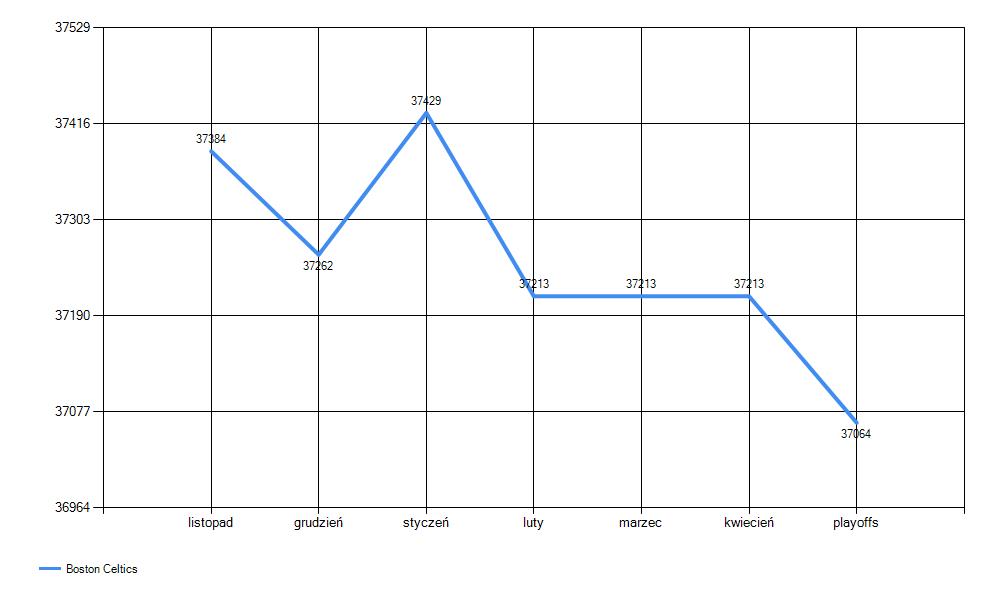 37529
37416
37303
37190
37077
36964
37384
37262
37429
37213
37213
37213
37064
listopad
grudzień
styczeń
luty
marzec
kwiecień
playoffs
Boston Celtics